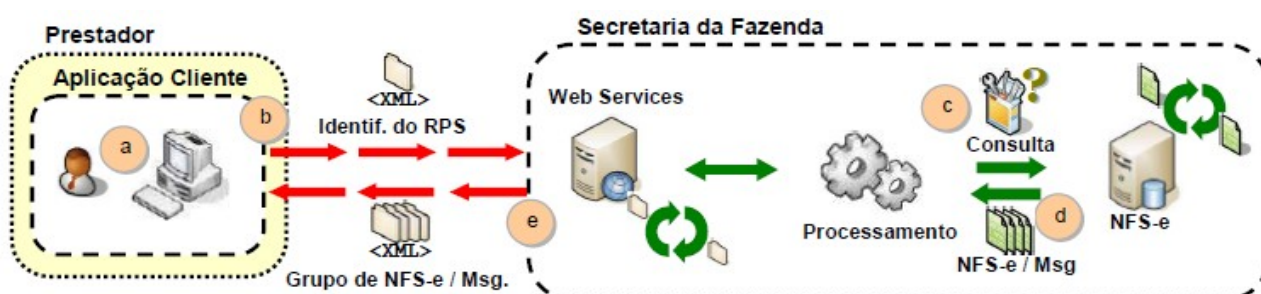 Prestador
Aplicação Cliente
a
b
<XML>
Identif. do RPS
<XML>
Grupo de NFS-e / Msg.
Secretaria da Fazenda
Web Services
e
Processamento
c
?
Consulta
d
NFS-e / Msg
NFS-e